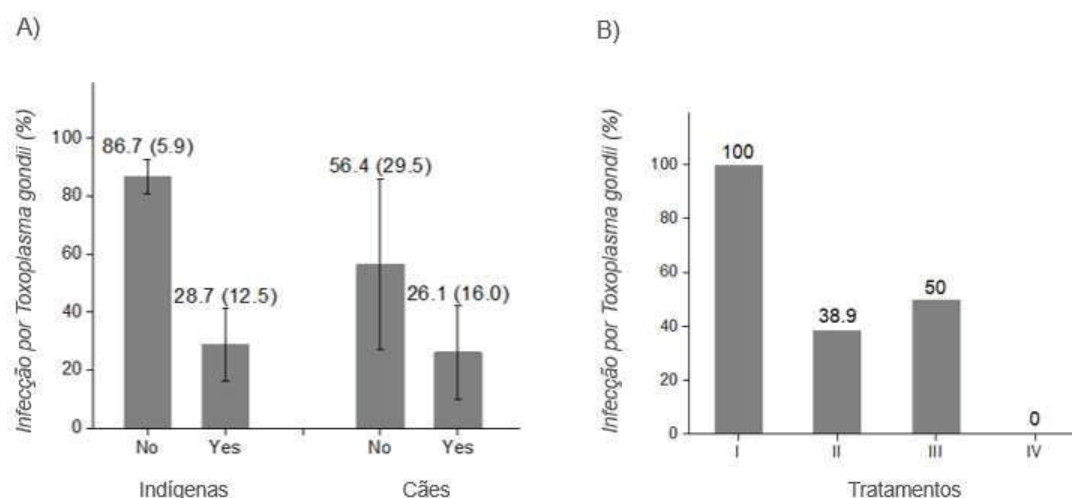 A)
Infecção por Toxoplasma gondii (%)
100
80
60
40
20
0
86.7 (5.9)
28.7 (12.5)
56.4 (29.5)
26.1 (16.0)
No
Yes
No
Yes
Indígenas
Cães
B)
Infecção por Toxoplasma gondii (%)
100
80
60
40
20
0
100
38.9
50
0
I
II
III
IV
Tratamentos